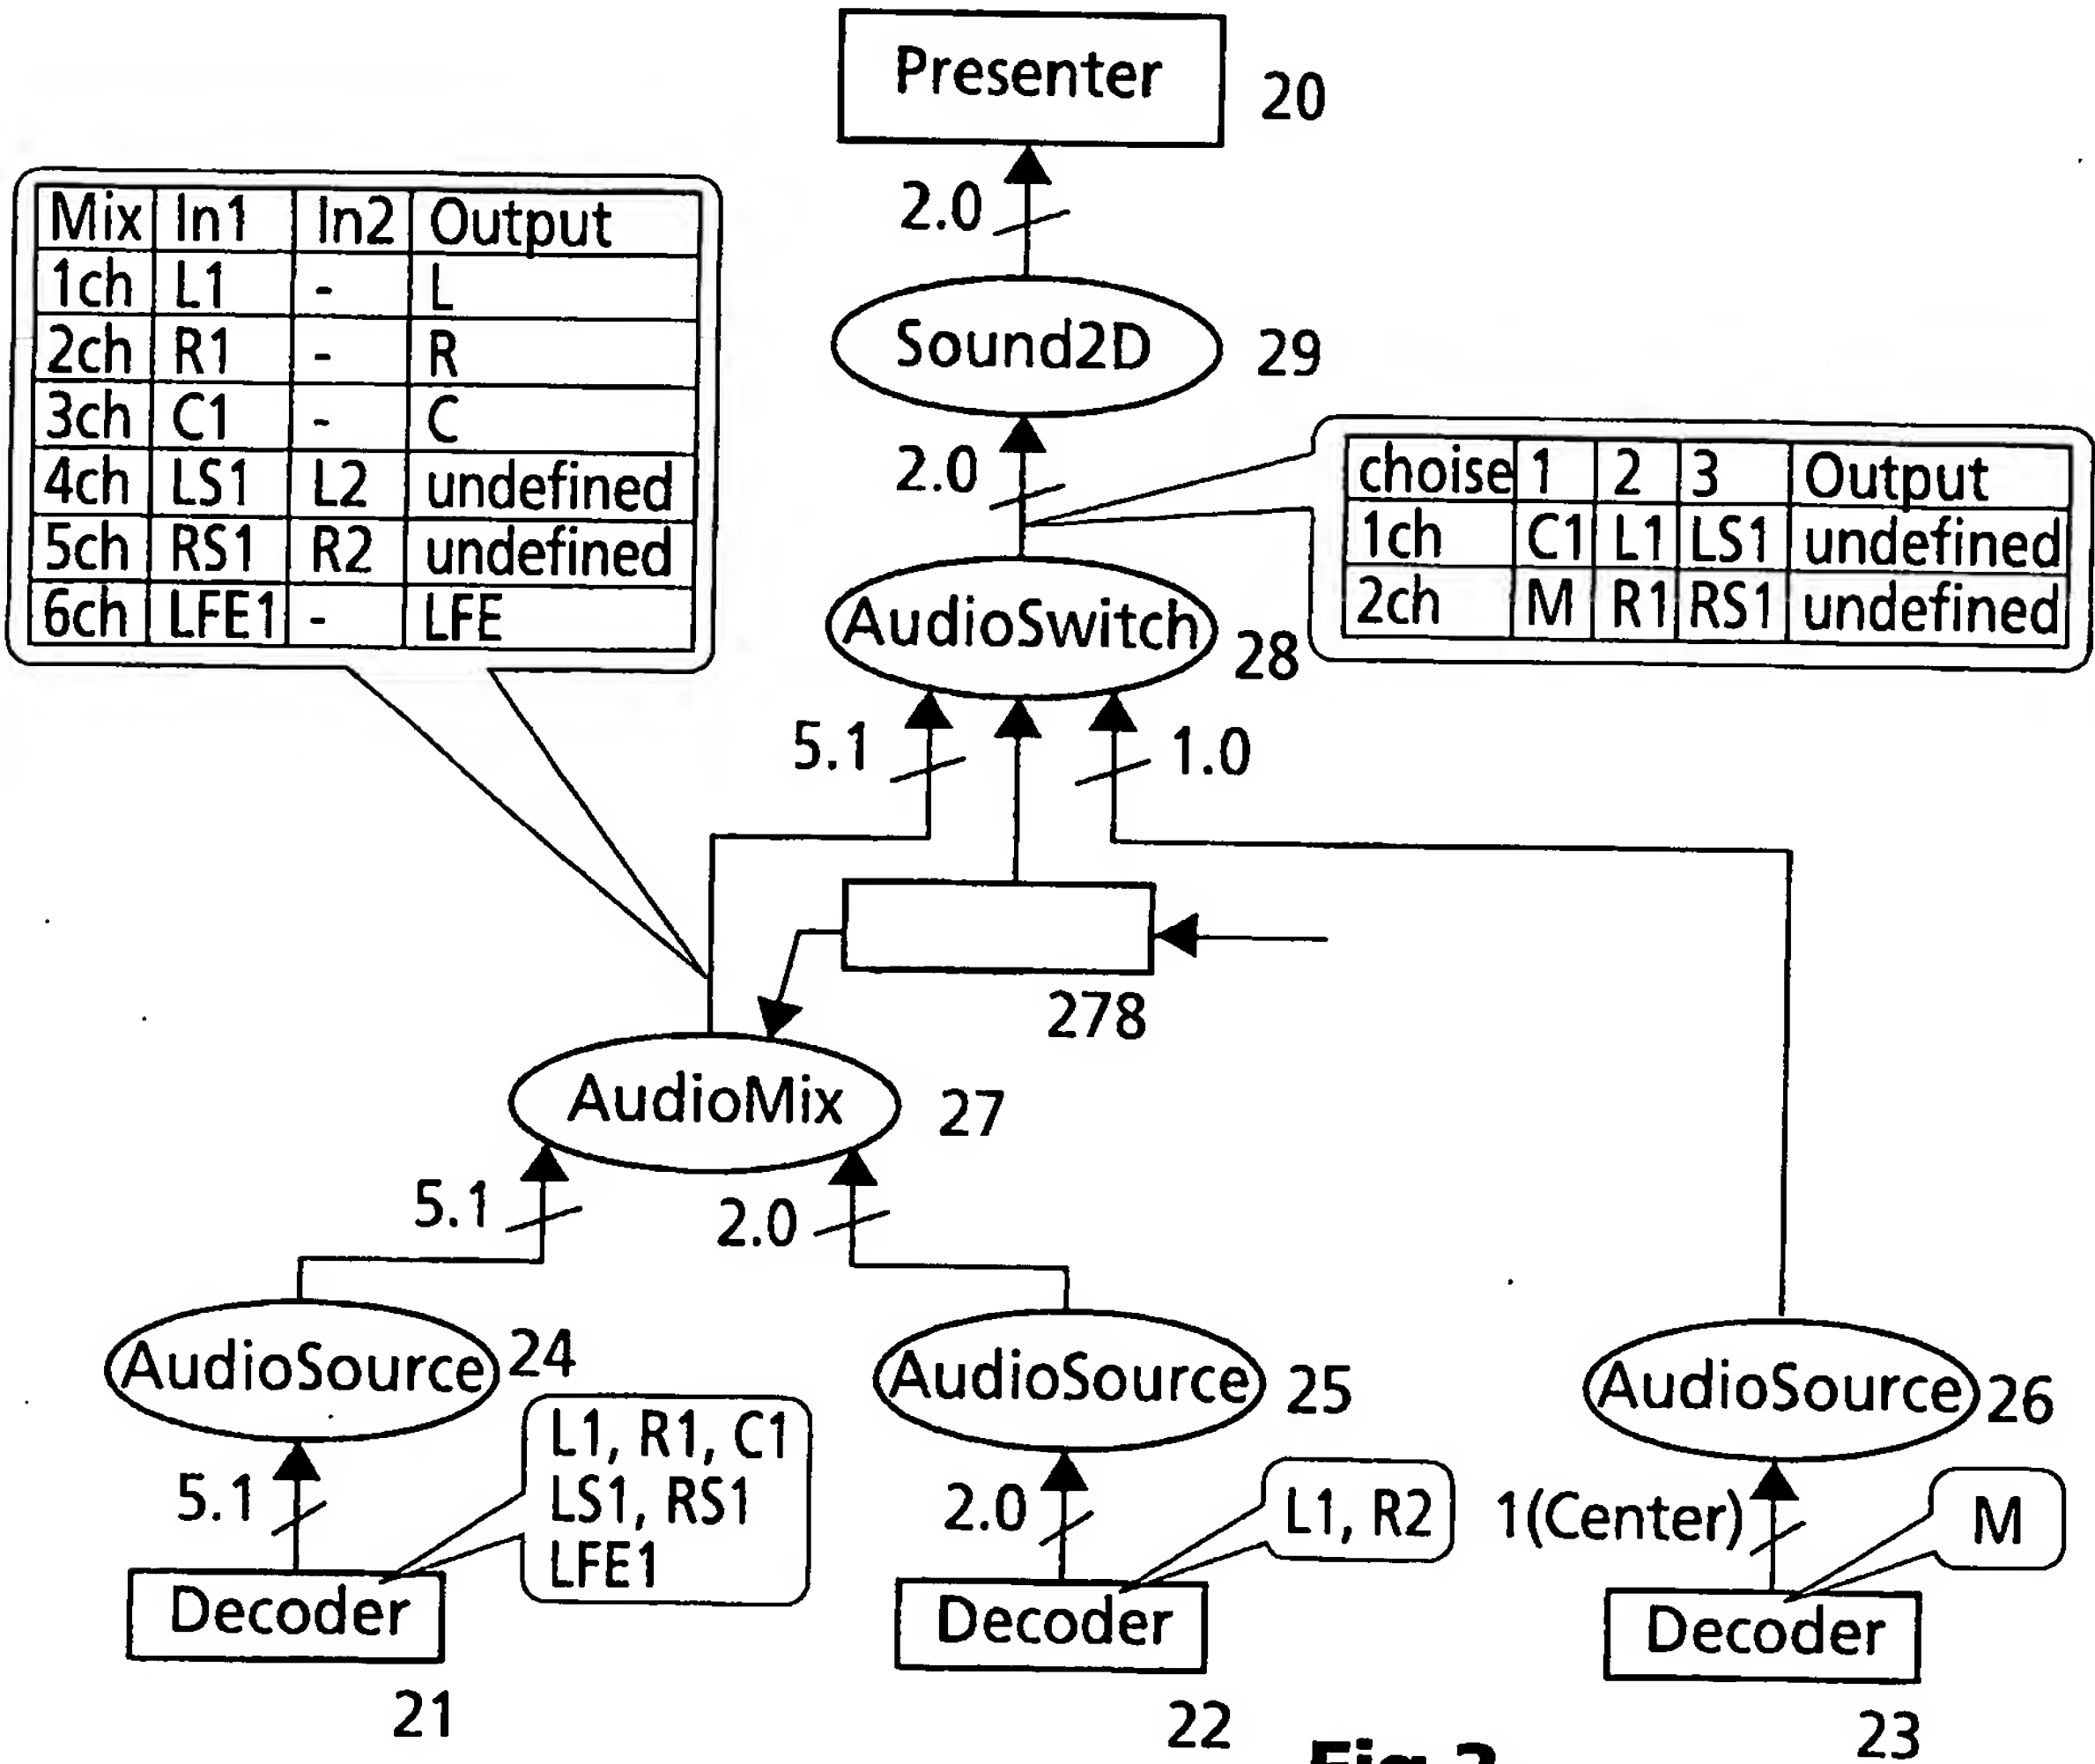 Presenter
20
2.0
Mix In1 In2 Output
1ch L1 - L
2ch R1 - R
3ch C1 - C
4ch LS1 L2 undefined
5ch RS1 R2 undefined
6ch LFE1 - LFE
Sound2D
29
2.0
choise 1 2 3 Output
1ch C1 L1 LS1 undefined
2ch M R1 RS1 undefined
AudioSwitch
28
5.1
1.0
278
AudioMix
27
5.1
2.0
AudioSource
24
AudioSource
25
AudioSource
26
5.1
L1, R1, C1
LS1, RS1
LFE1
2.0
L1, R2
1(Center)
M
Decoder
21
Decoder
22
Decoder
23